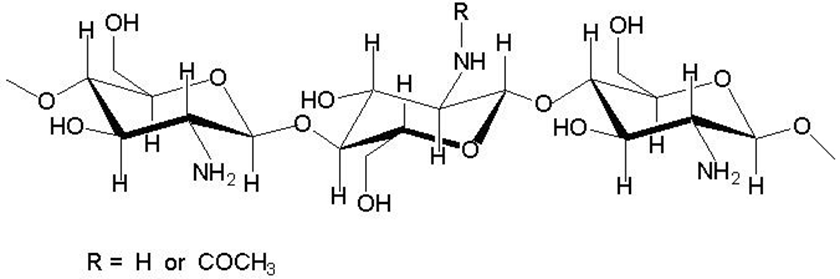 R
OH OH
H H
H H
NH
H O H H O
O HO O
HO O HO O
H H O H
H NH₂ H H NH₂ H
H
OH
R = H or COCH₃